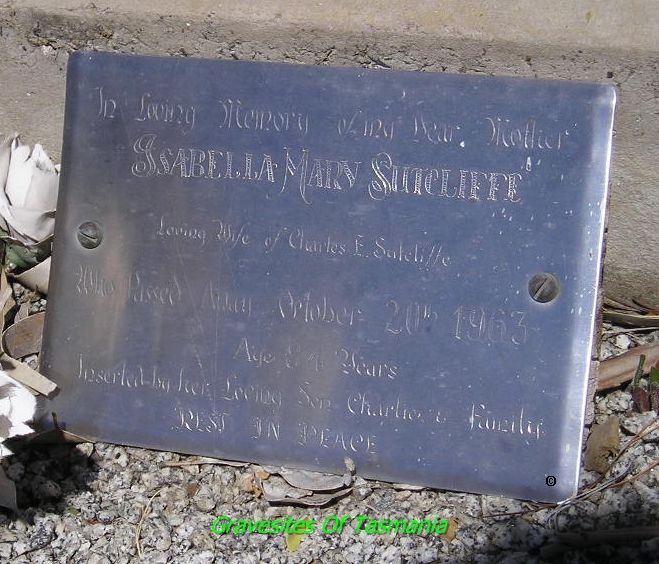 In Loving Memory of my Dear Mother
ISABELLA MARY SUTCLIFFE
Loving Wife of Charles E. Sutcliffe
Who Passed Away October 20th 1963
Age 84 Years
Inserted by her Loving Son Charlie & Family
REST IN PEACE
©
Gravesites Of Tasmania